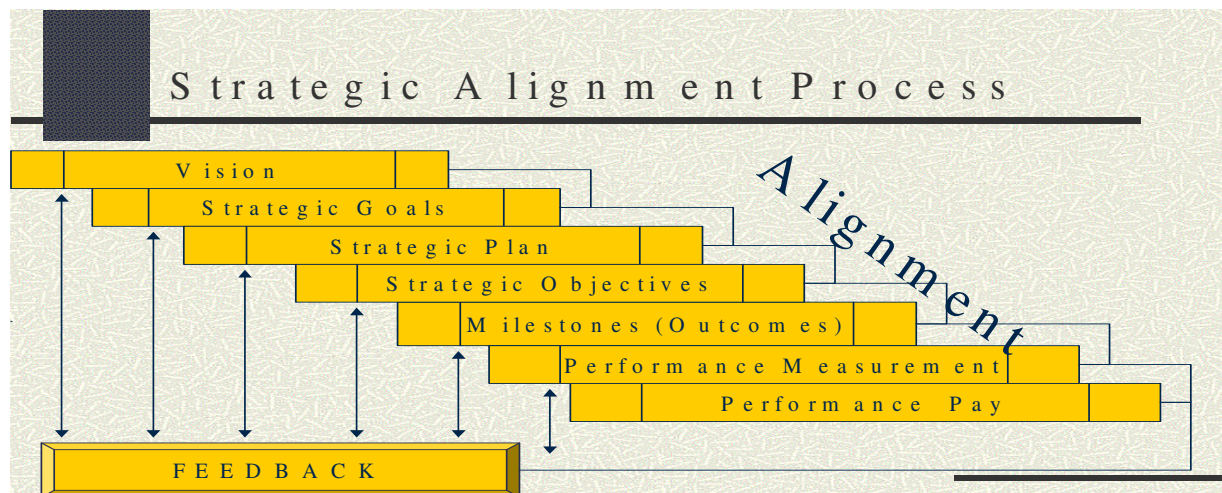 Strategic Alignment Process
Vision
Strategic Goals
Strategic Plan
Strategic Objectives
Milestones (Outcomes)
Performance Measurement
Performance Pay
FEEDBACK
Alignment